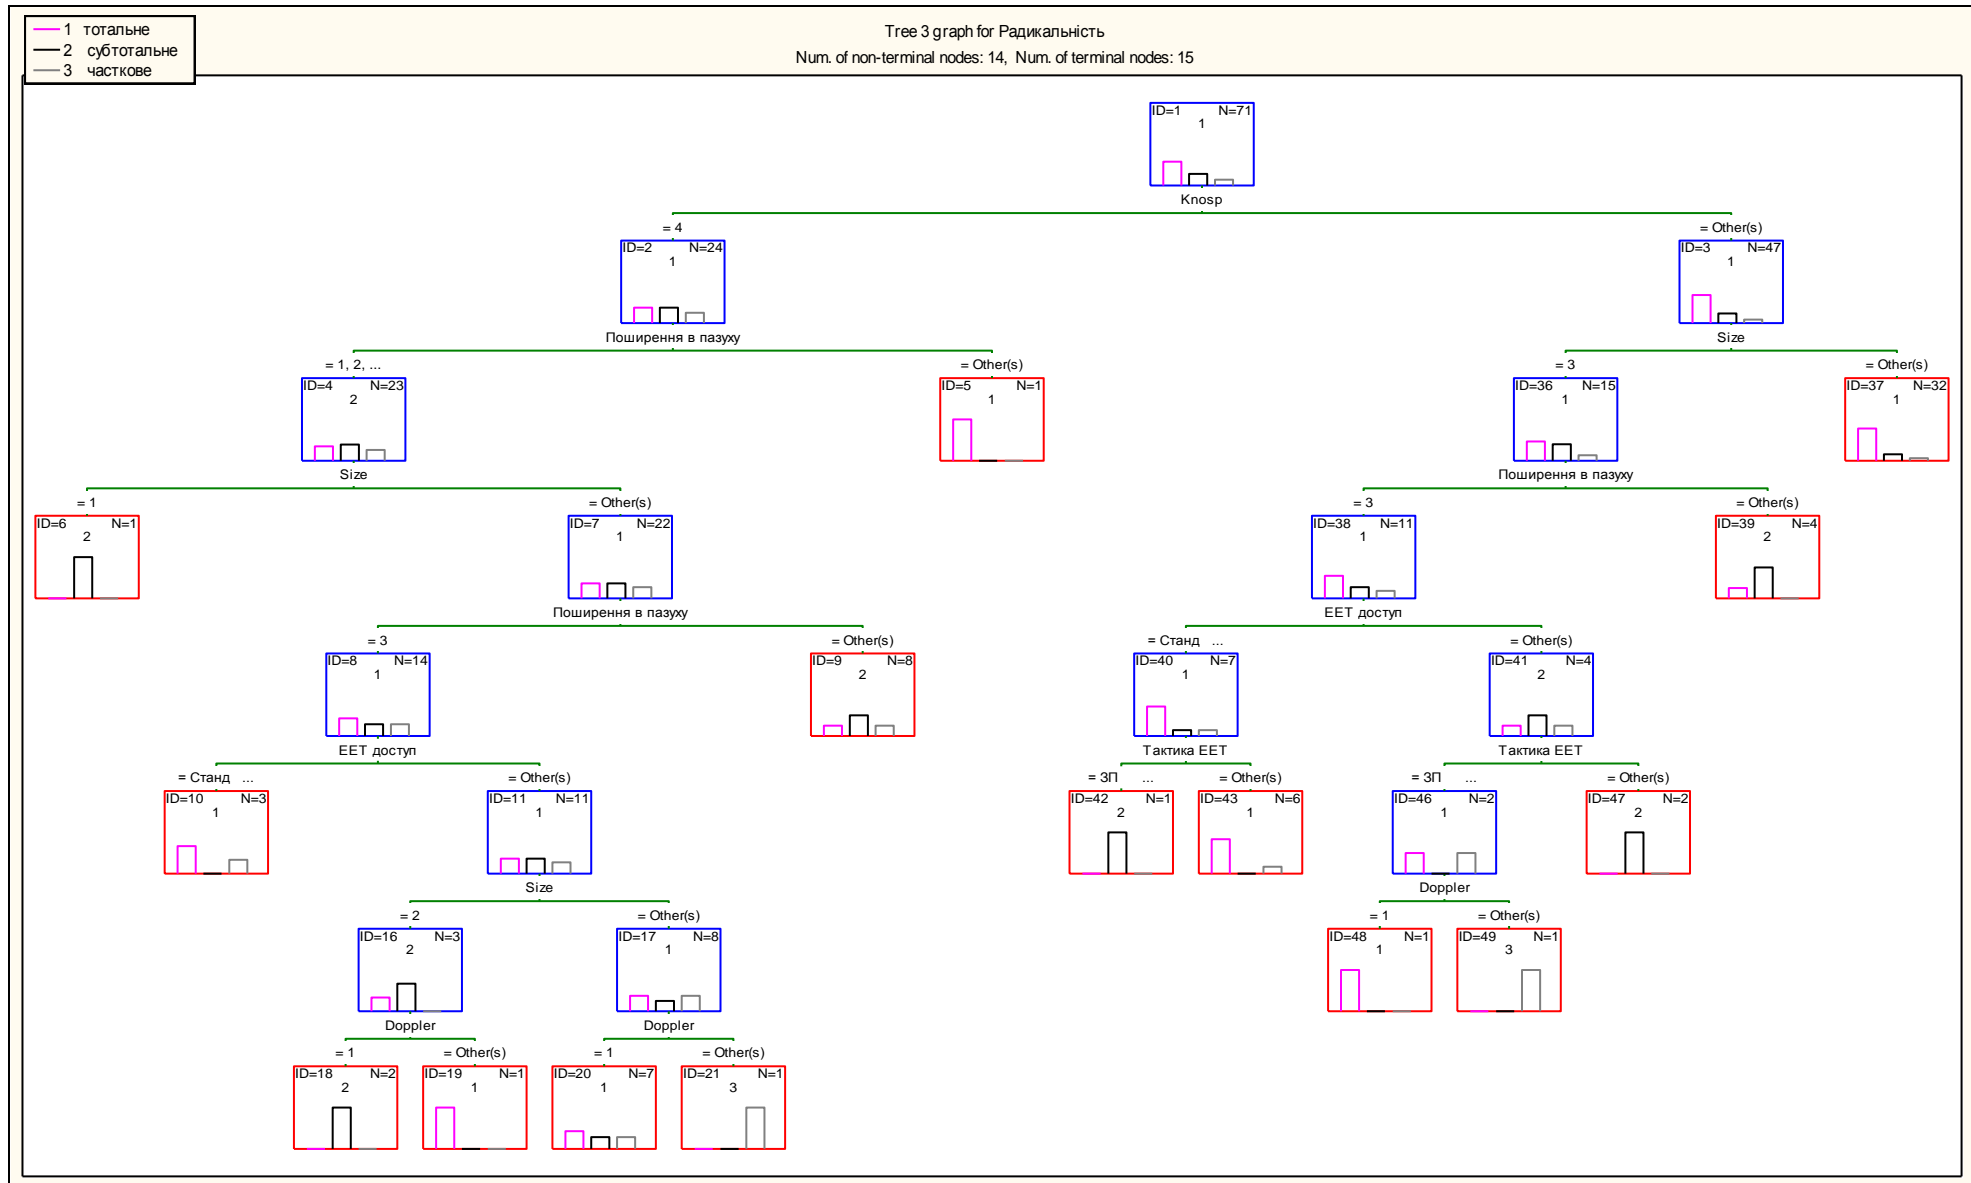 1 тотальне
2 субтотальне
3 часткове
Tree 3 graph for Радикальність
Num. of non-terminal nodes: 14, Num. of terminal nodes: 15
ID=1 N=71
1
Knosp
= 4 = Other(s)
ID=2 N=24 ID=3 N=47
1 1
Поширення в пазуху Size
= 1, 2, ... = Other(s) = 3 = Other(s)
ID=4 N=23 ID=5 N=1 ID=36 N=15 ID=37 N=32
2 1 1 1
Size Поширення в пазуху
= 1 = Other(s) = 3 = Other(s)
ID=6 N=1 ID=7 N=22 ID=38 N=11 ID=39 N=4
2 1 1 2
Поширення в пазуху ЕЕТ доступ
= 3 = Other(s) = Станд ... = Other(s)
ID=8 N=14 ID=9 N=8 ID=40 N=7 ID=41 N=4
1 2 1 2
ЕЕТ доступ Тактика ЕЕТ Тактика ЕЕТ
= Станд ... = Other(s) = ЗП ... = Other(s) = ЗП ... = Other(s)
ID=10 N=3 ID=11 N=11 ID=42 N=1 ID=43 N=6 ID=46 N=2 ID=47 N=2
1 1 2 1 1 2
Size Doppler
= 2 = Other(s) = 1 = Other(s)
ID=16 N=3 ID=17 N=8 ID=48 N=1 ID=49 N=1
2 1 1 3
Doppler Doppler
= 1 = Other(s) = 1 = Other(s)
ID=18 N=2 ID=19 N=1 ID=20 N=7 ID=21 N=1
2 1 1 3